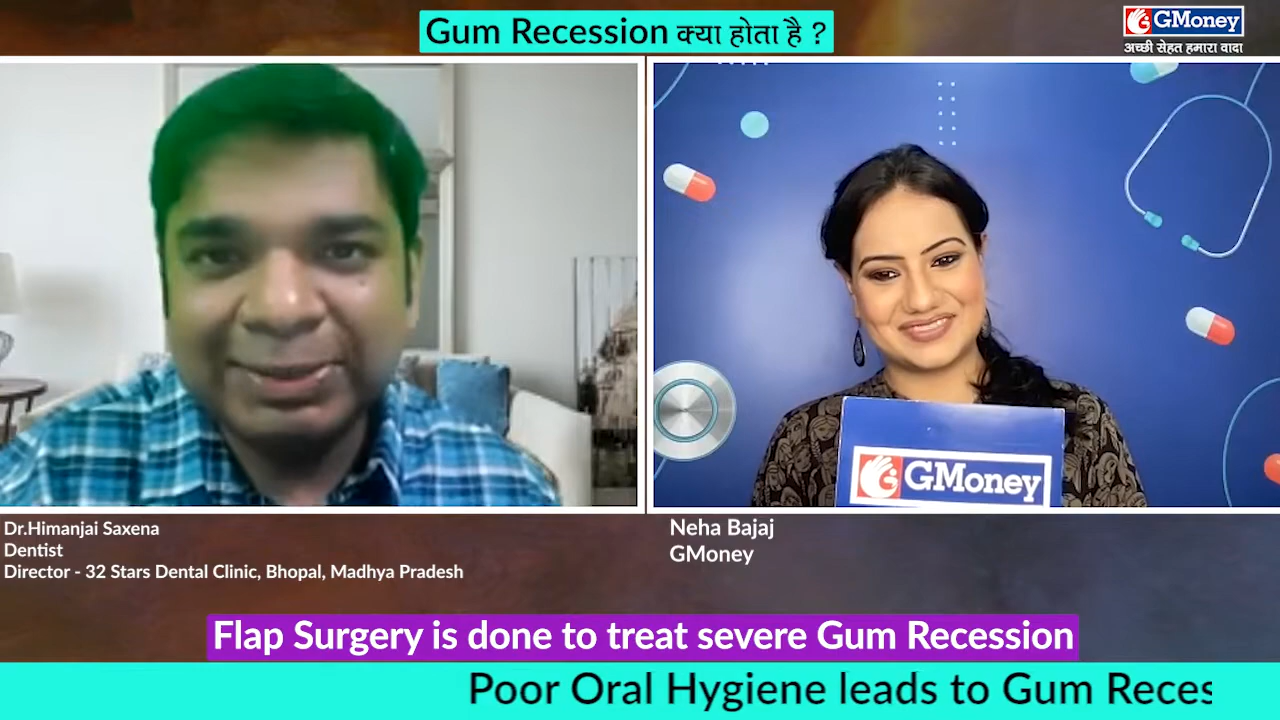 Gum Recession क्या होता है ?
GMoney
अच्छी सेहत हमारा वादा
GMoney
Dr.Himanjai Saxena
Dentist
Director - 32 Stars Dental Clinic, Bhopal, Madhya Pradesh
Neha Bajaj
GMoney
Flap Surgery is done to treat severe Gum Recession
Poor Oral Hygiene leads to Gum Reces